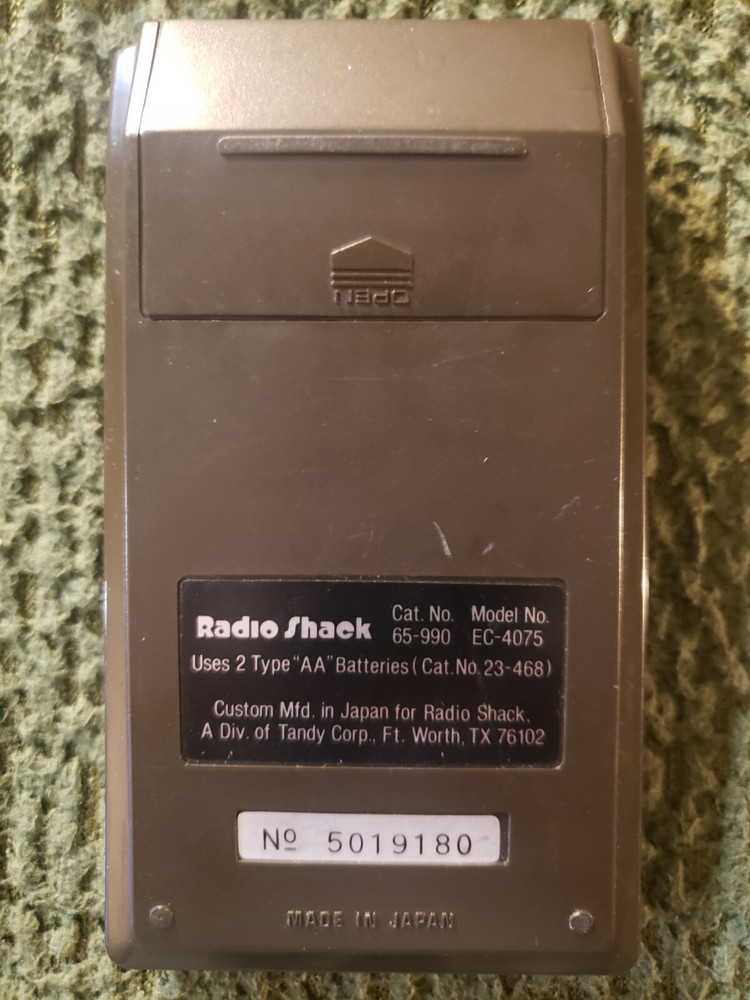 OPEN
Radio Shack
Cat. No. Model No.
65-990 EC-4075
Uses 2 Type "AA" Batteries (Cat.No. 23-468)
Custom Mfd. in Japan for Radio Shack,
A Div. of Tandy Corp., Ft. Worth, TX 76102
Nº 5019180
MADE IN JAPAN